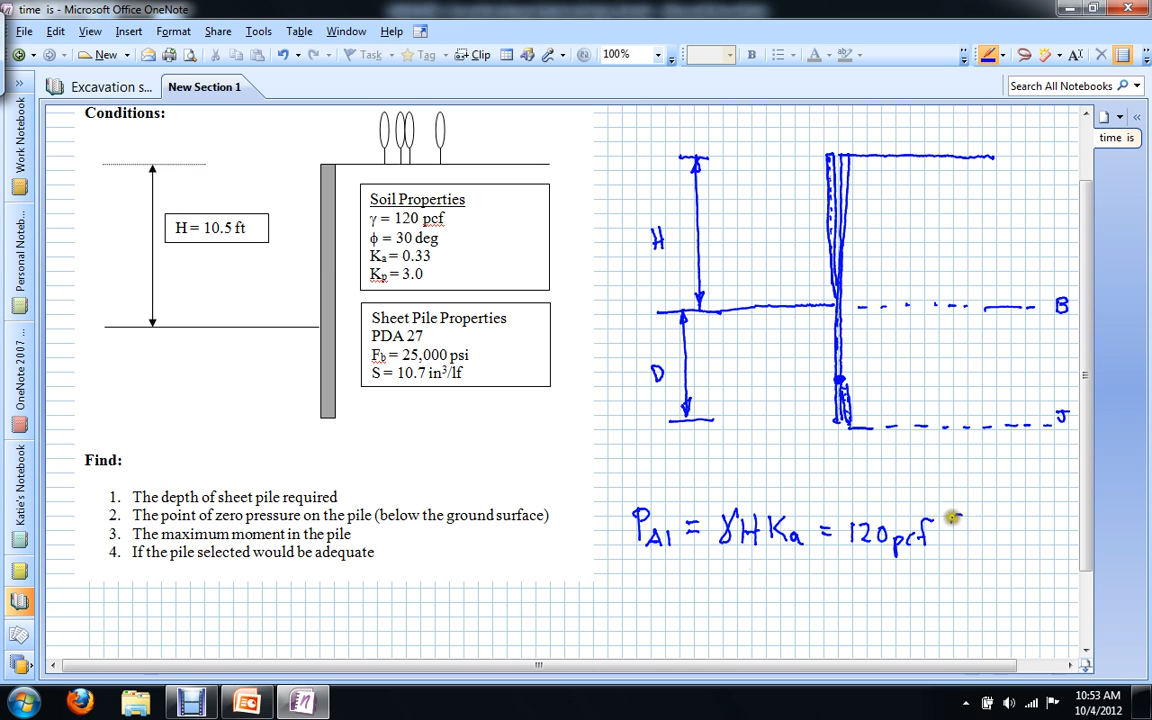 time is - Microsoft Office OneNote
File Edit View Insert Format Share Tools Table Window Help
New Task Tag Clip 100% B A ab
Excavation s... New Section 1 Search All Notebooks
time is
Work Notebook
Personal Noteb...
OneNote 2007 ...
Katie's Notebook
Conditions:
H = 10.5 ft
Soil Properties
γ = 120 pcf
ϕ = 30 deg
Ka = 0.33
Kp = 3.0
Sheet Pile Properties
PDA 27
Fb = 25,000 psi
S = 10.7 in³/lf
Find:
1. The depth of sheet pile required
2. The point of zero pressure on the pile (below the ground surface)
3. The maximum moment in the pile
4. If the pile selected would be adequate
H
B
D
J
PA1 = γHKa = 120pcf
10:53 AM
10/4/2012